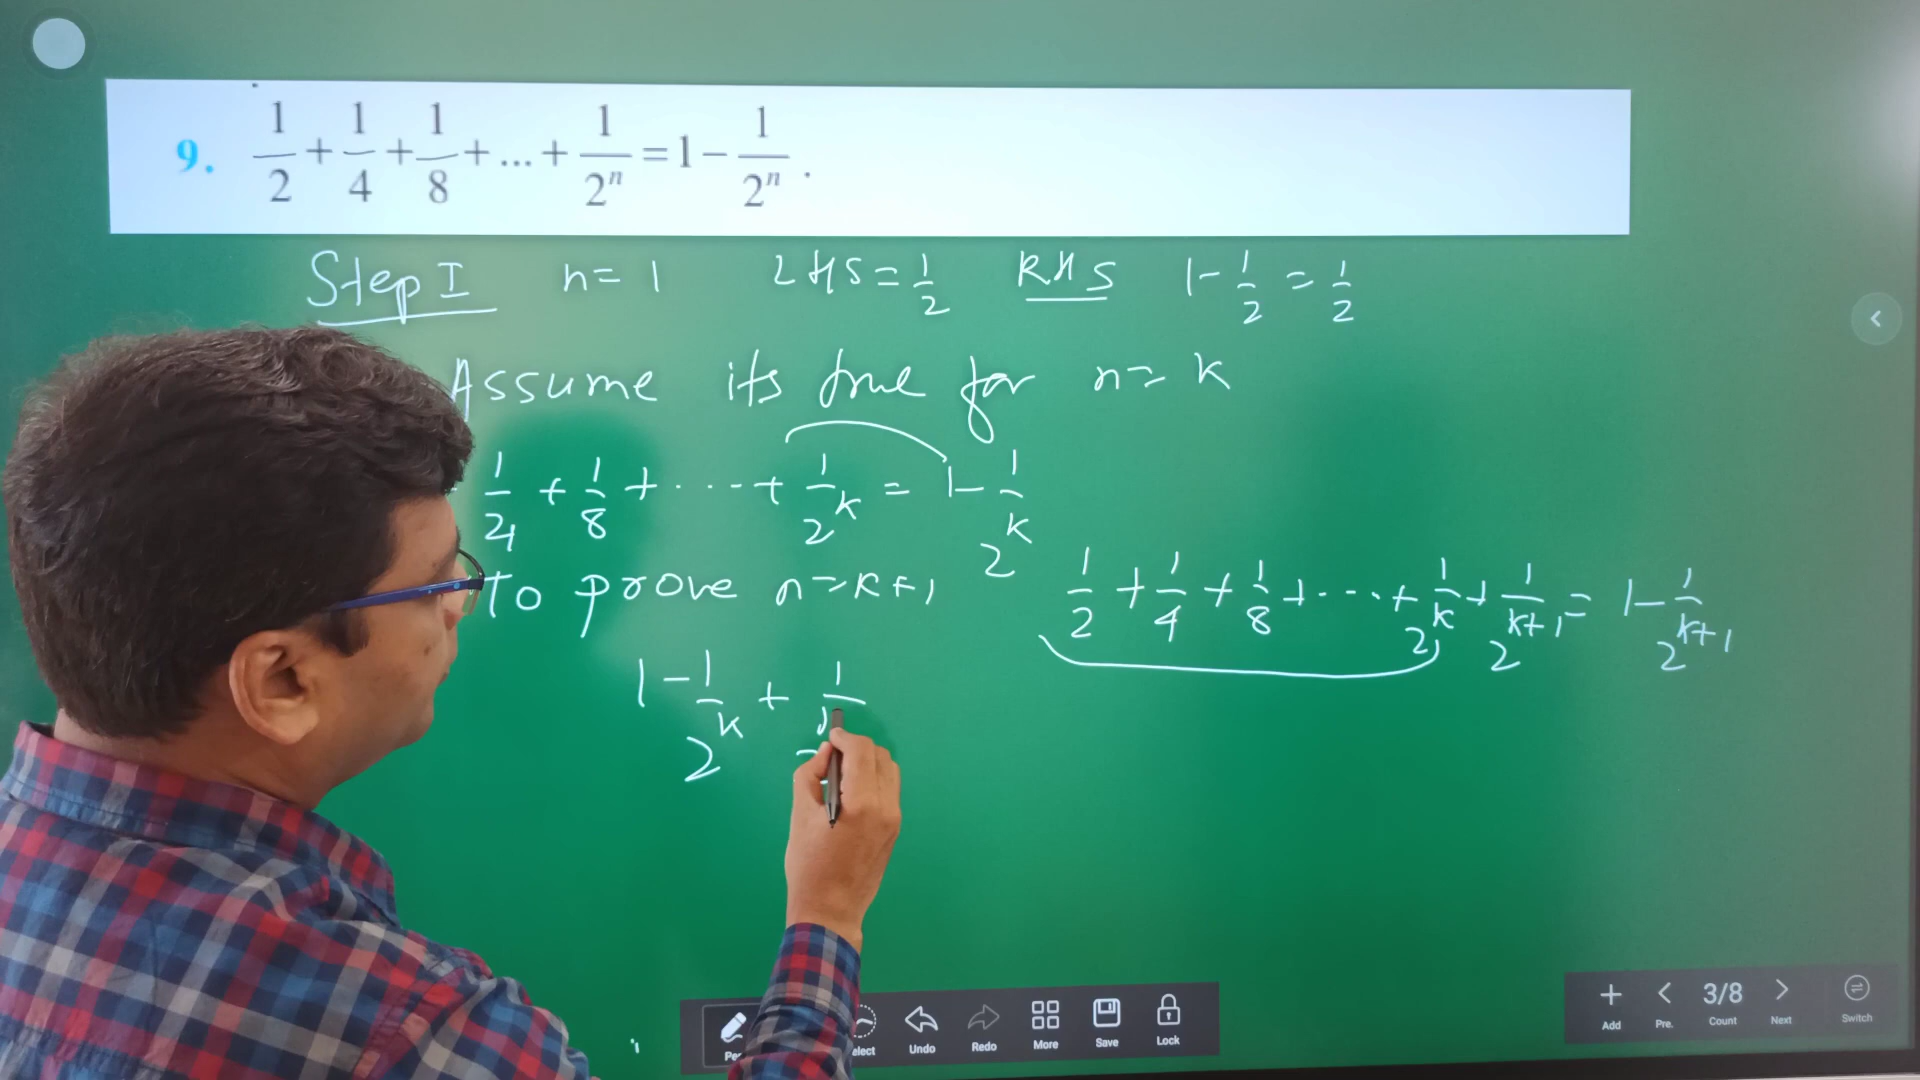 9. 1/2 + 1/4 + 1/8 + ... + 1/2ⁿ = 1 − 1/2ⁿ .
Step I n = 1 LHS = 1/2 RHS 1 − 1/2 = 1/2
Assume its true for n = k
1/4 + 1/8 + ... + 1/2^k = 1 − 1/2^k
To prove n = k+1
1/2 + 1/4 + 1/8 + ... + 1/2^k + 1/2^(k+1) = 1 − 1/2^(k+1)
1 − 1/2^k + 1/
Undo Redo More Save Lock
Add Pre. 3/8 Count Next Switch